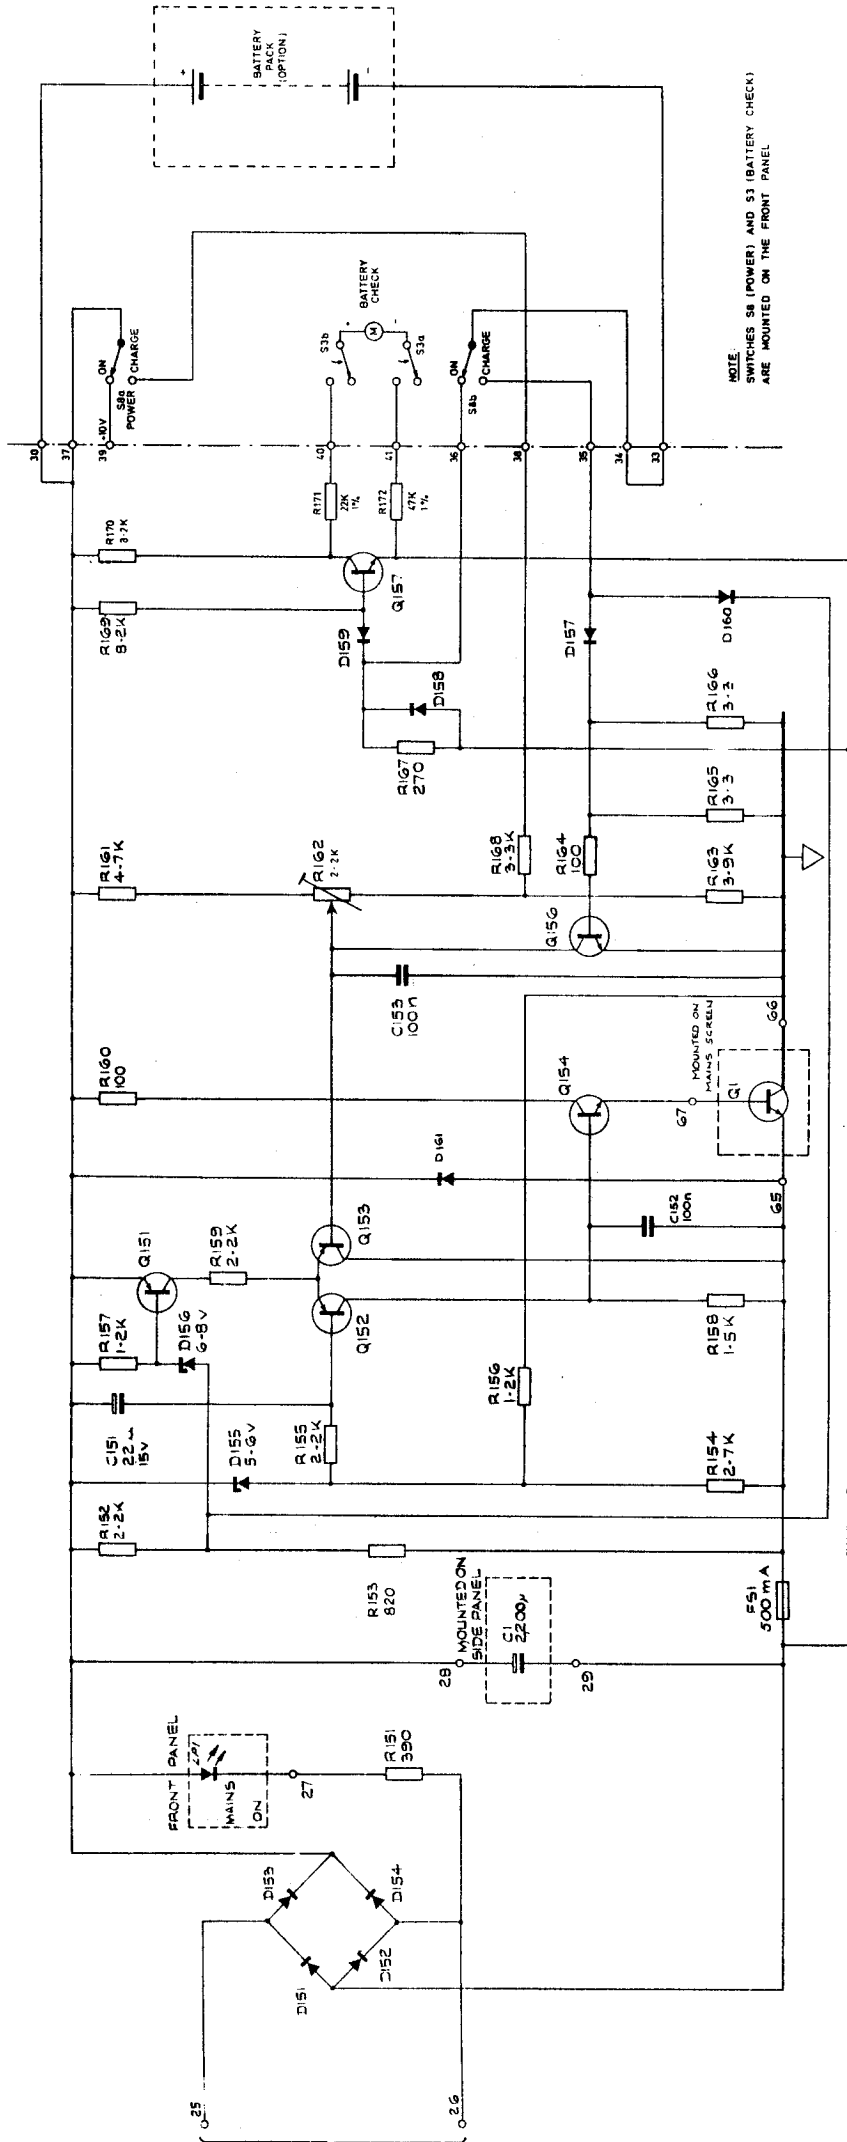 25
26
D151
D152
D153
D154
FRONT PANEL
LP1
MAINS
ON
27
R151
390
28
MOUNTED ON
SIDE PANEL
C1
2,200µ
29
FS1
500mA
R152
2-2K
R153
820
C151
22µ
15V
D155
5-6V
R155
2-2K
R154
2-7K
R157
1-2K
D156
6-8V
Q151
R159
2-2K
Q152
Q153
R156
1-2K
R158
1-5K
C152
100n
65
D161
R160
100
Q154
67
MOUNTED ON
MAINS SCREEN
Q1
66
C153
100n
R161
4-7K
R162
2-2K
Q156
R168
3-3K
R164
100
R163
3-9K
R165
3-3
R166
3-3
R167
270
D158
D159
D157
D160
R169
8-2K
R170
8-2K
Q157
R171
22K
1%
R172
47K
1%
30
37
39
+10V
40
41
36
38
35
34
33
S8a
POWER
ON
CHARGE
S3b
S3a
+
M
-
BATTERY
CHECK
S8b
ON
CHARGE
BATTERY
PACK
(OPTION)
+
-
NOTE:
SWITCHES S8 (POWER) AND S3 (BATTERY CHECK)
ARE MOUNTED ON THE FRONT PANEL